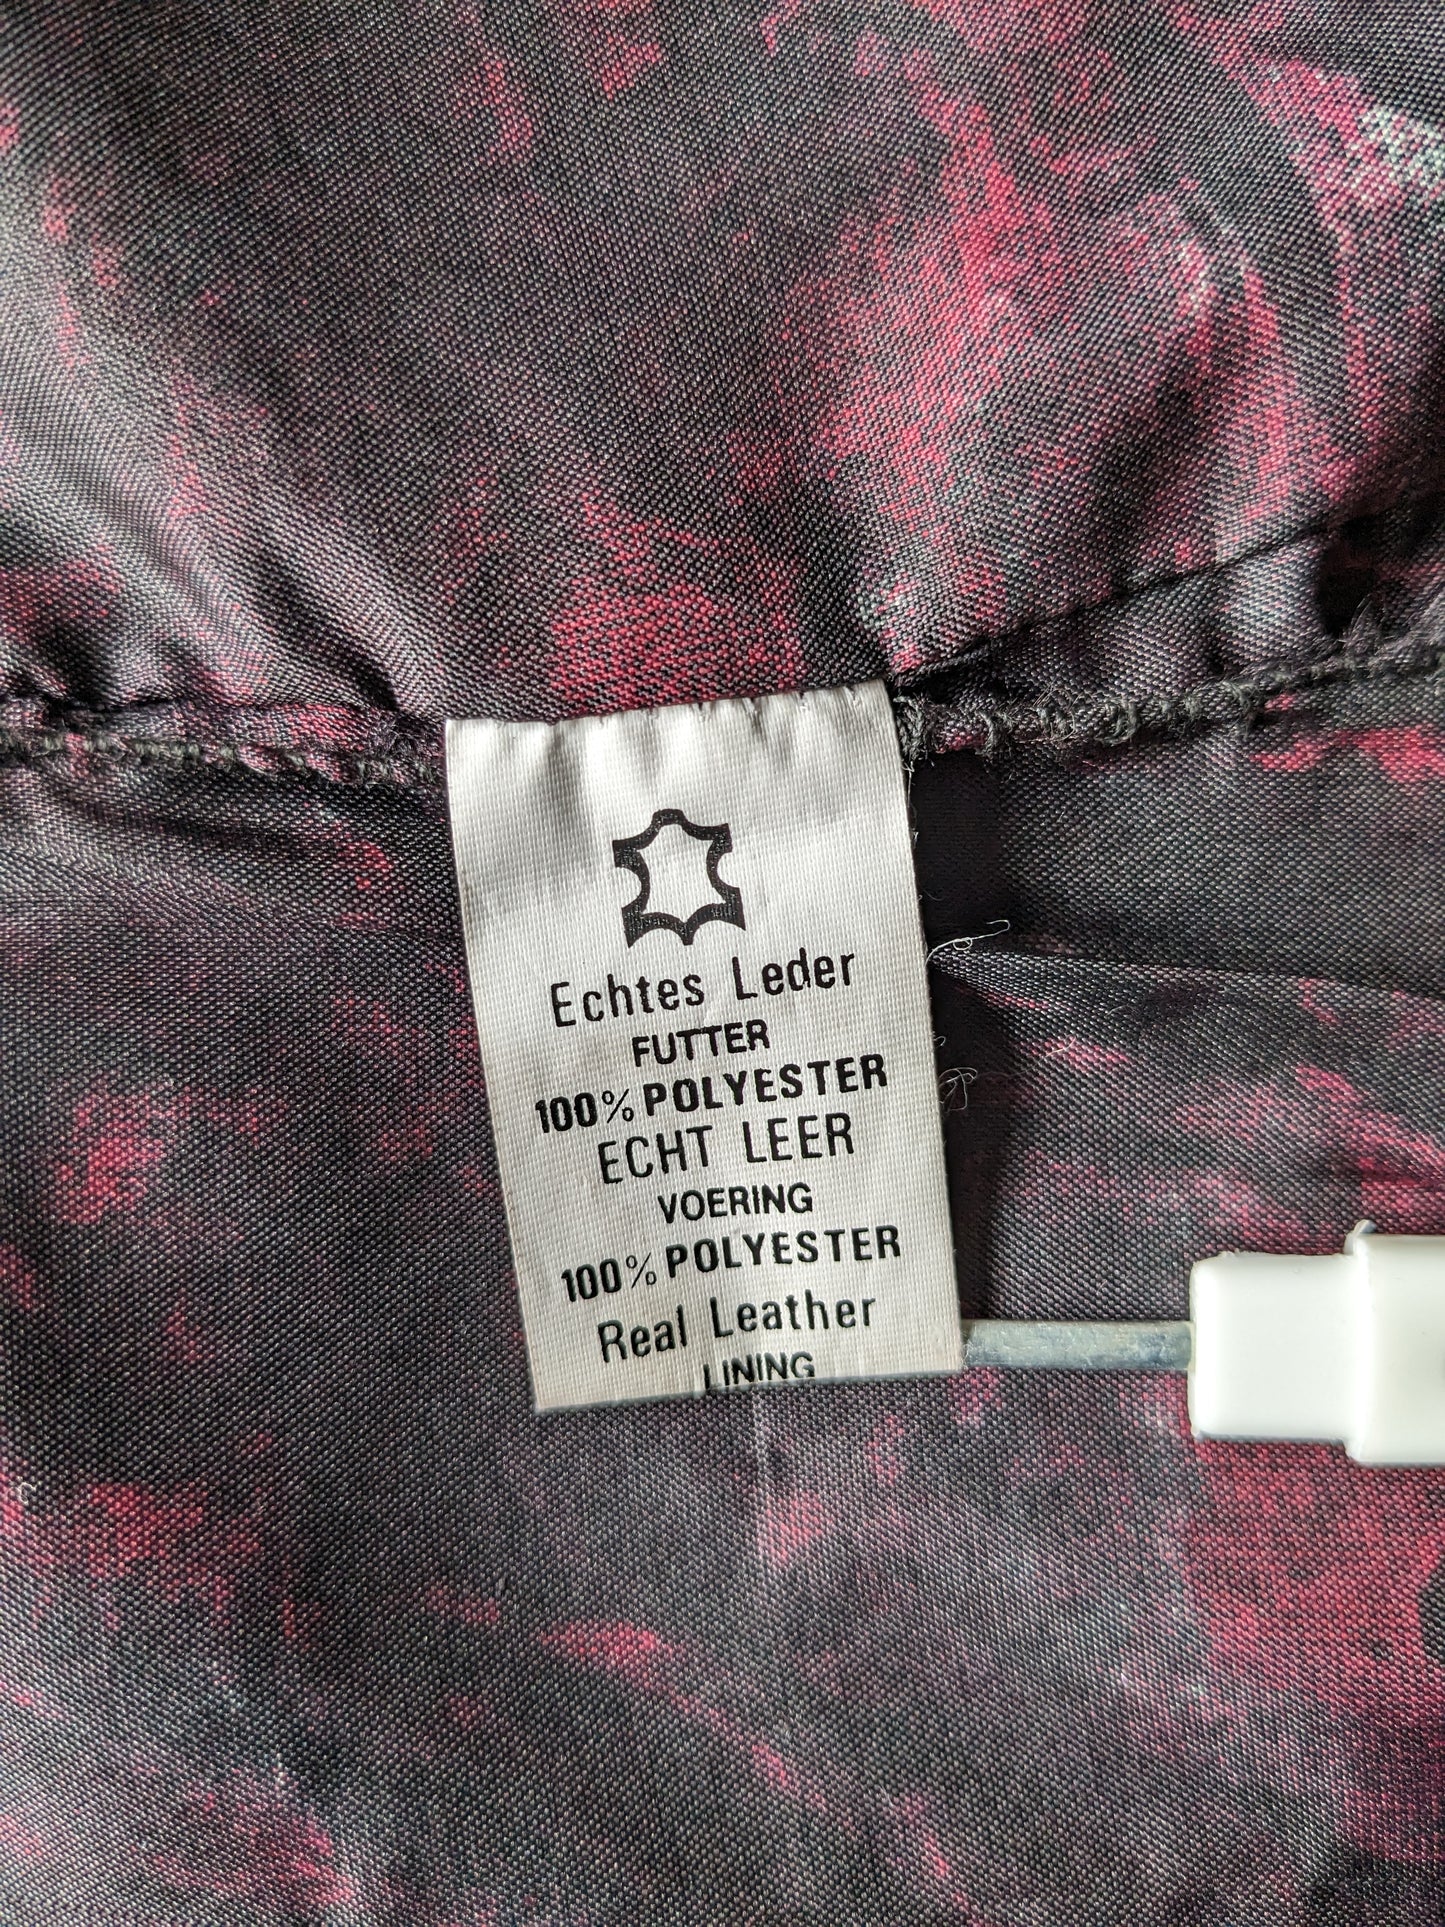 Echtes Leder
FUTTER
100% POLYESTER
ECHT LEER
VOERING
100% POLYESTER
Real Leather
LINING